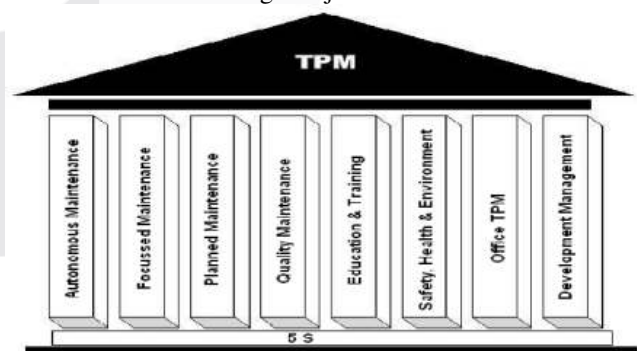 TPM
Autonomous Maintenance
Focussed Maintenance
Planned Maintenance
Quality Maintenance
Education & Training
Safety, Health & Environment
Office TPM
Development Management
5 S